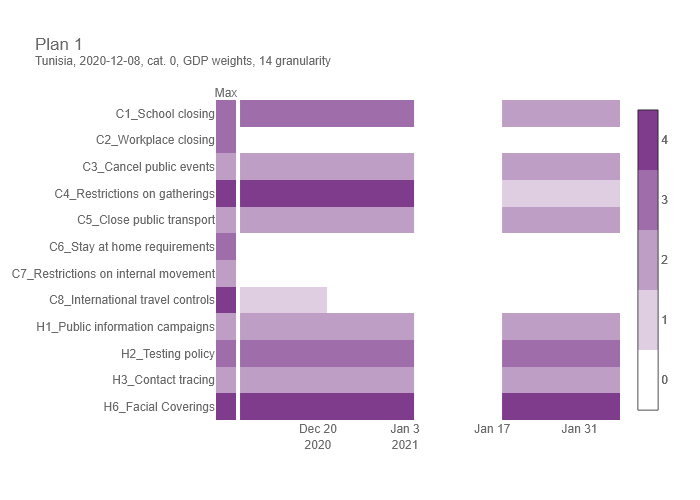 Plan 1
Tunisia, 2020-12-08, cat. 0, GDP weights, 14 granularity
Max
C1_School closing
C2_Workplace closing
C3_Cancel public events
C4_Restrictions on gatherings
C5_Close public transport
C6_Stay at home requirements
C7_Restrictions on internal movement
C8_International travel controls
H1_Public information campaigns
H2_Testing policy
H3_Contact tracing
H6_Facial Coverings
Dec 20 Jan 3 Jan 17 Jan 31
2020 2021
4
3
2
1
0